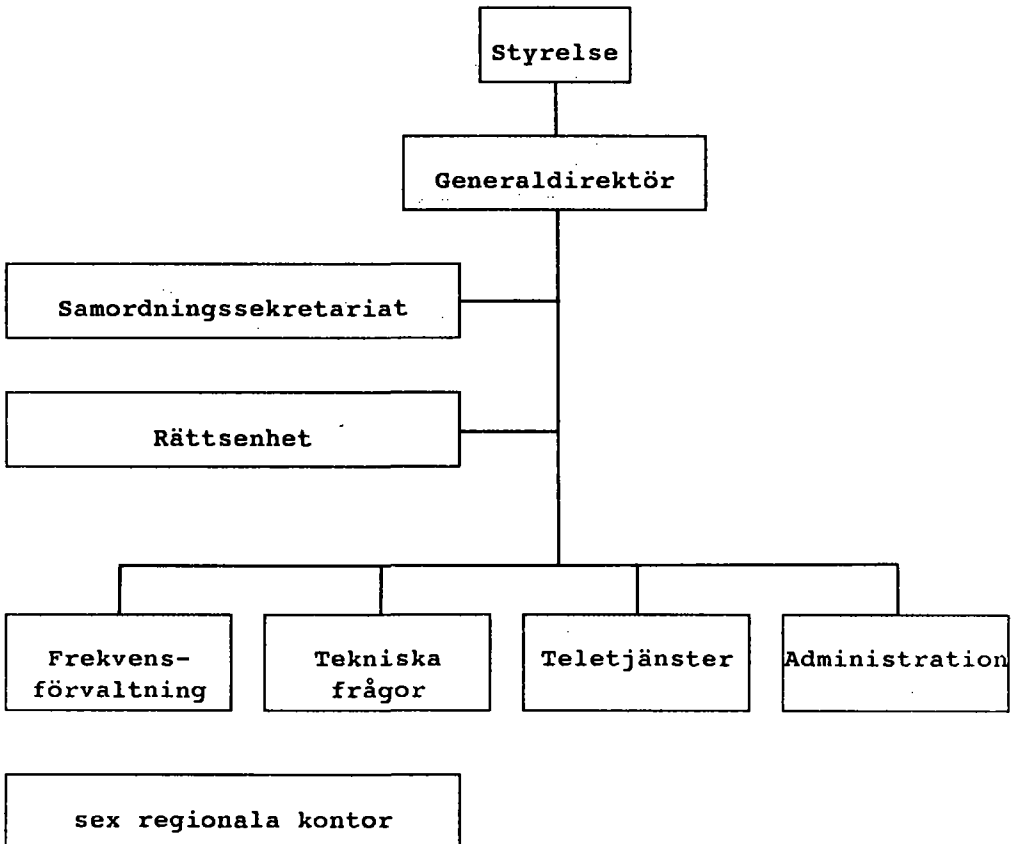 Styrelse
Generaldirektör
Samordningssekretariat
Rättsenhet
Frekvens-
förvaltning
Tekniska
frågor
Teletjänster
Administration
sex regionala kontor